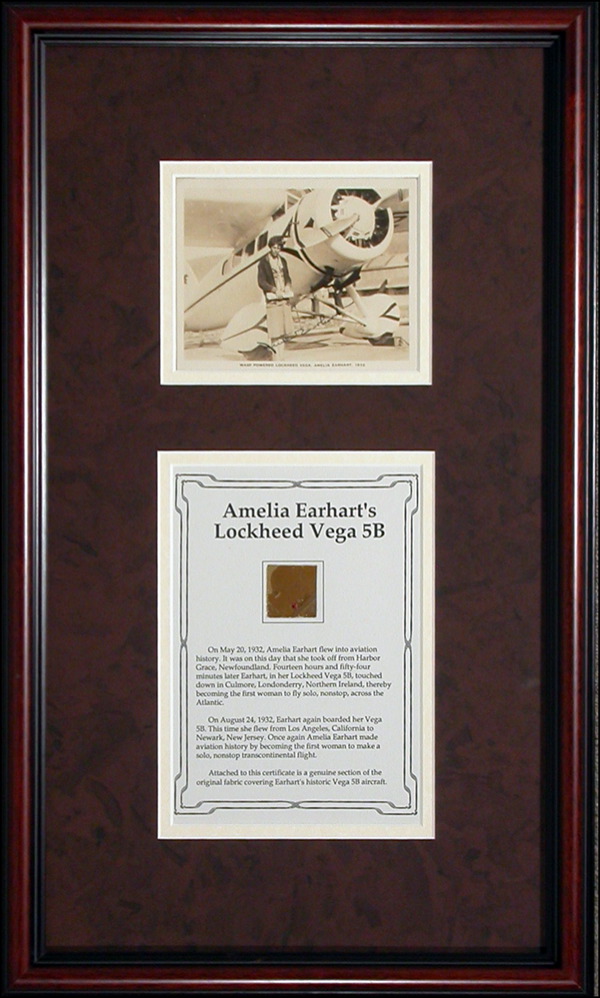 WASP POWERED LOCKHEED VEGA, AMELIA EARHART,
Amelia Earhart's
Lockheed Vega 5B
On May 20, 1932, Amelia Earhart flew into aviation
history. It was on this day that she took off from Harbor
Grace, Newfoundland. Fourteen hours and fifty-four
minutes later Earhart, in her Lockheed Vega 5B, touched
down in Culmore, Londonderry, Northern Ireland, thereby
becoming the first woman to fly solo, nonstop, across the
Atlantic.
On August 24, 1932, Earhart again boarded her Vega
5B. This time she flew from Los Angeles, California to
Newark, New Jersey. Once again Amelia Earhart made
aviation history by becoming the first woman to make a
solo, nonstop transcontinental flight.
Attached to this certificate is a genuine section of the
original fabric covering Earhart's historic Vega 5B aircraft.